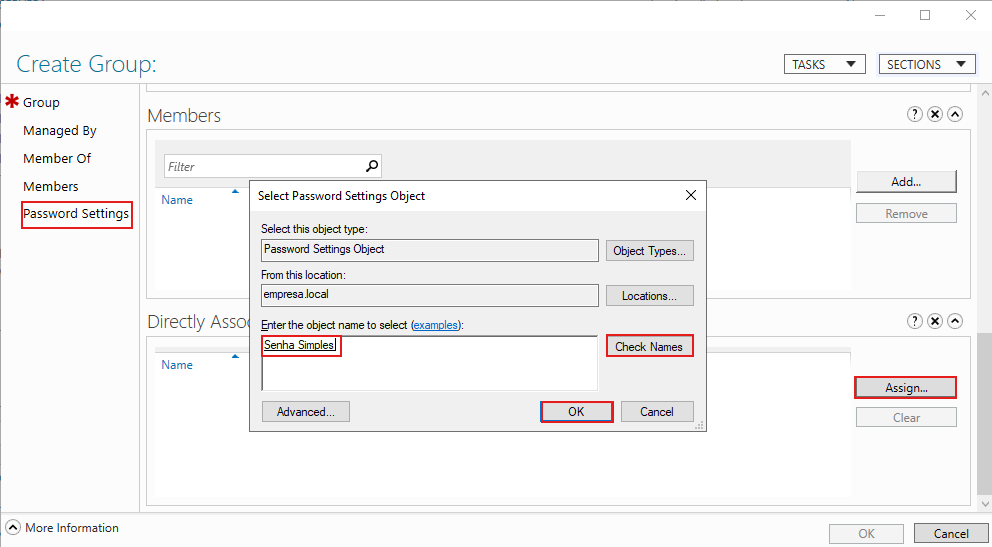 Create Group:
TASKS
SECTIONS
Group
Managed By
Member Of
Members
Password Settings
Members
Filter
Name
Add...
Remove
Directly Asso
Name
Assign...
Clear
Select Password Settings Object
Select this object type:
Password Settings Object
Object Types...
From this location:
empresa.local
Locations...
Enter the object name to select (examples):
Senha Simples
Check Names
Advanced...
OK
Cancel
More Information
OK
Cancel